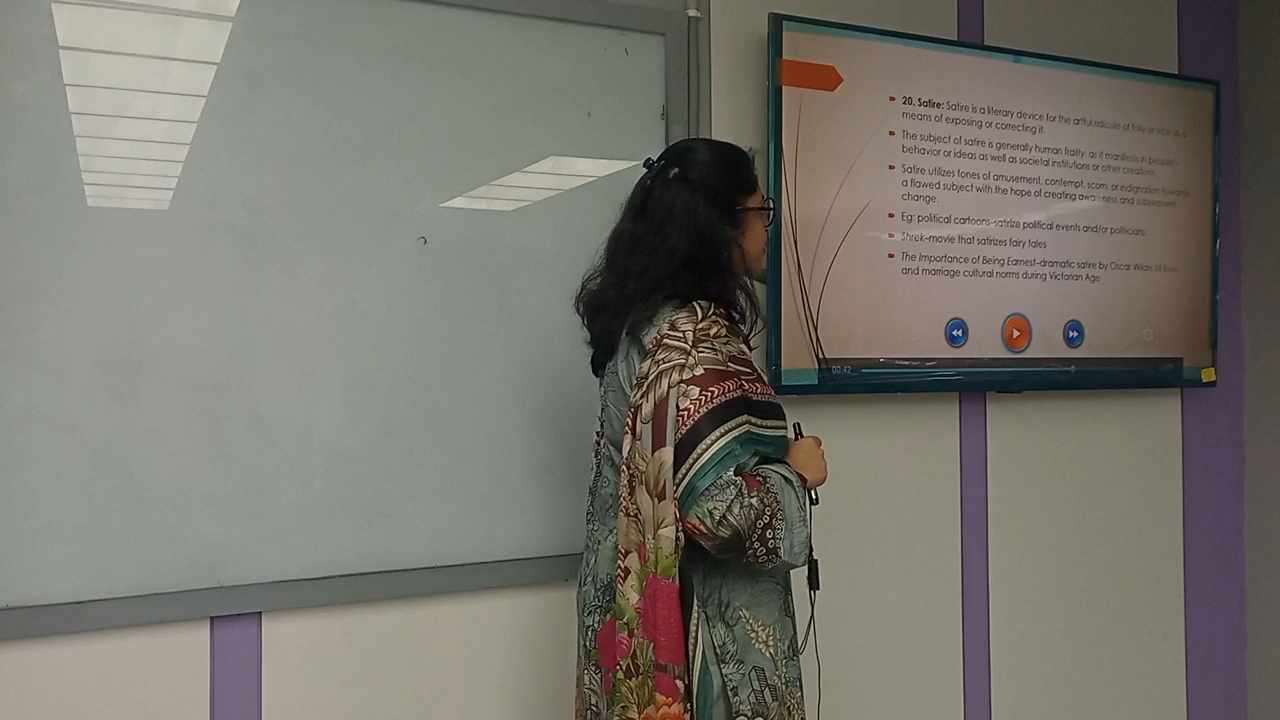 20. Satire: Satire is a literary device for the artful ridicule of folly or vice as a
means of exposing or correcting it.
The subject of satire is generally human frailty, as it manifests in people's
behavior or ideas as well as societal institutions or other creations.
Satire utilizes tones of amusement, contempt, scorn, or indignation towards
a flawed subject with the hope of creating awareness and subsequent
change.
Eg: political cartoons–satirize political events and/or politicians
Shrek–movie that satirizes fairy tales
The Importance of Being Earnest–dramatic satire by Oscar Wilde of love
and marriage cultural norms during Victorian Age
00:42